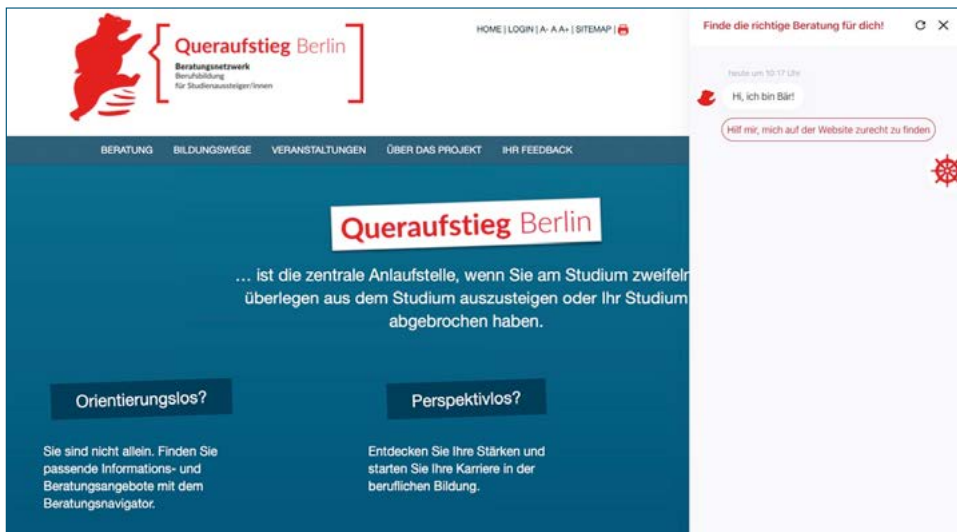 Queraufstieg Berlin
Beratungsnetzwerk
Berufsbildung
für Studienaussteiger/innen
HOME | LOGIN | A- A A+ | SITEMAP |
BERATUNG BILDUNGSWEGE VERANSTALTUNGEN ÜBER DAS PROJEKT IHR FEEDBACK
Queraufstieg Berlin
... ist die zentrale Anlaufstelle, wenn Sie am Studium zweifeln
überlegen aus dem Studium auszusteigen oder Ihr Studium
abgebrochen haben.
Orientierungslos?
Sie sind nicht allein. Finden Sie
passende Informations- und
Beratungsangebote mit dem
Beratungsnavigator.
Perspektivlos?
Entdecken Sie Ihre Stärken und
starten Sie Ihre Karriere in der
beruflichen Bildung.
Finde die richtige Beratung für dich!
heute um 10:17 Uhr
Hi, ich bin Bär!
Hilf mir, mich auf der Website zurecht zu finden